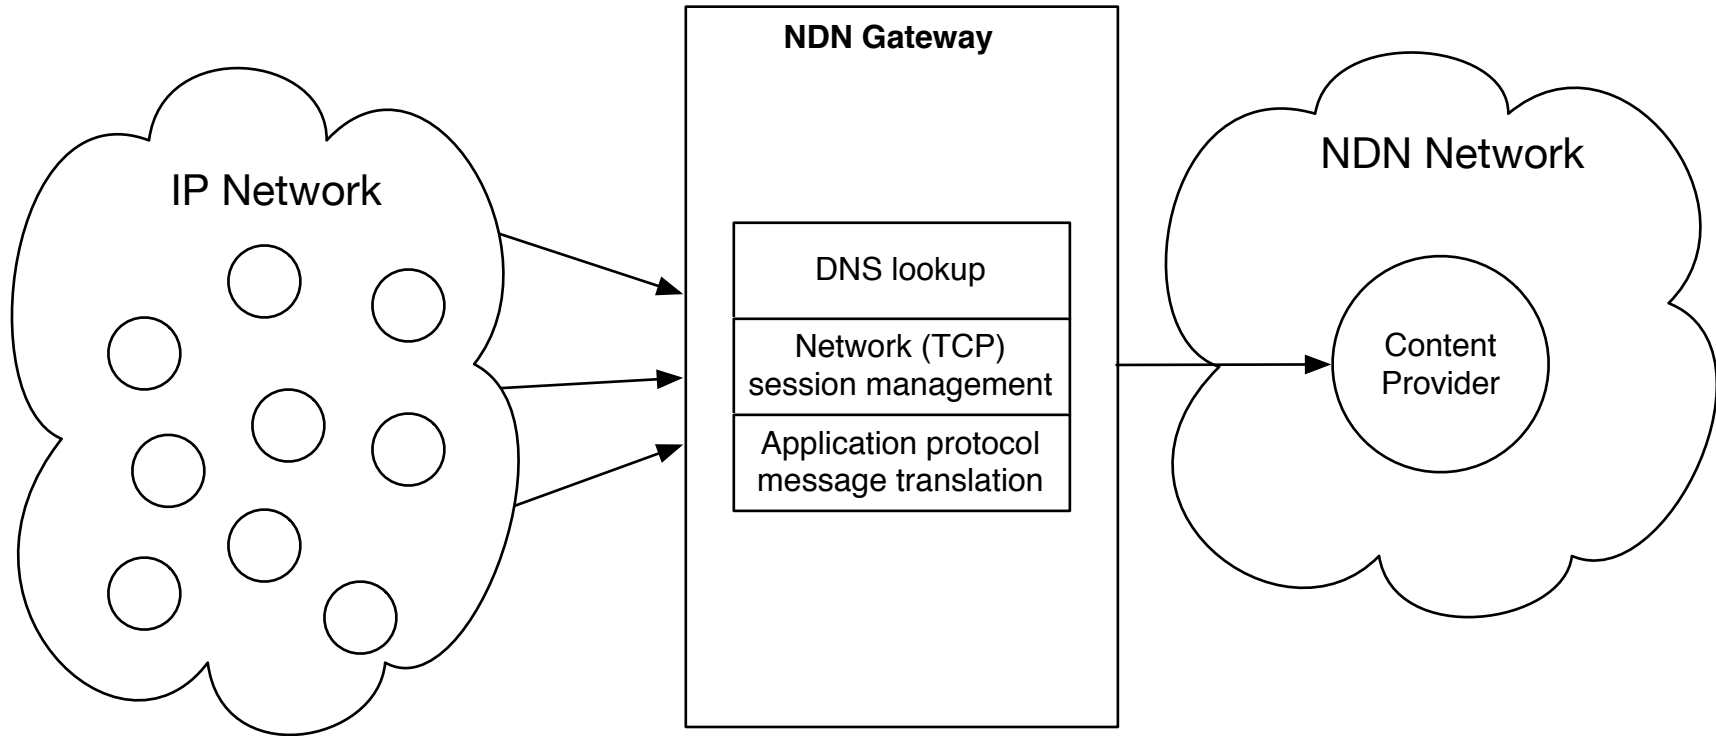 NDN Gateway
IP Network
NDN Network
DNS lookup
Network (TCP)
session management
Application protocol
message translation
Content
Provider